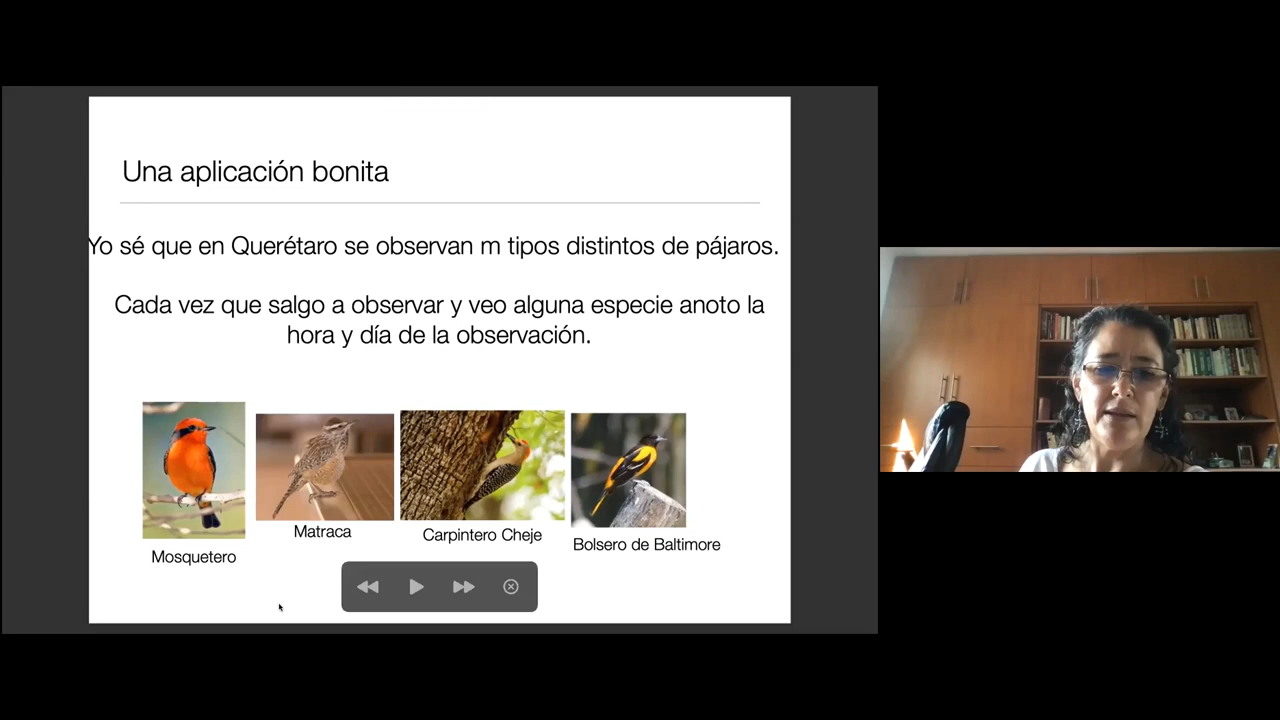 Una aplicación bonita
Yo sé que en Querétaro se observan m tipos distintos de pájaros.
Cada vez que salgo a observar y veo alguna especie anoto la
hora y día de la observación.
Mosquetero
Matraca
Carpintero Cheje
Bolsero de Baltimore